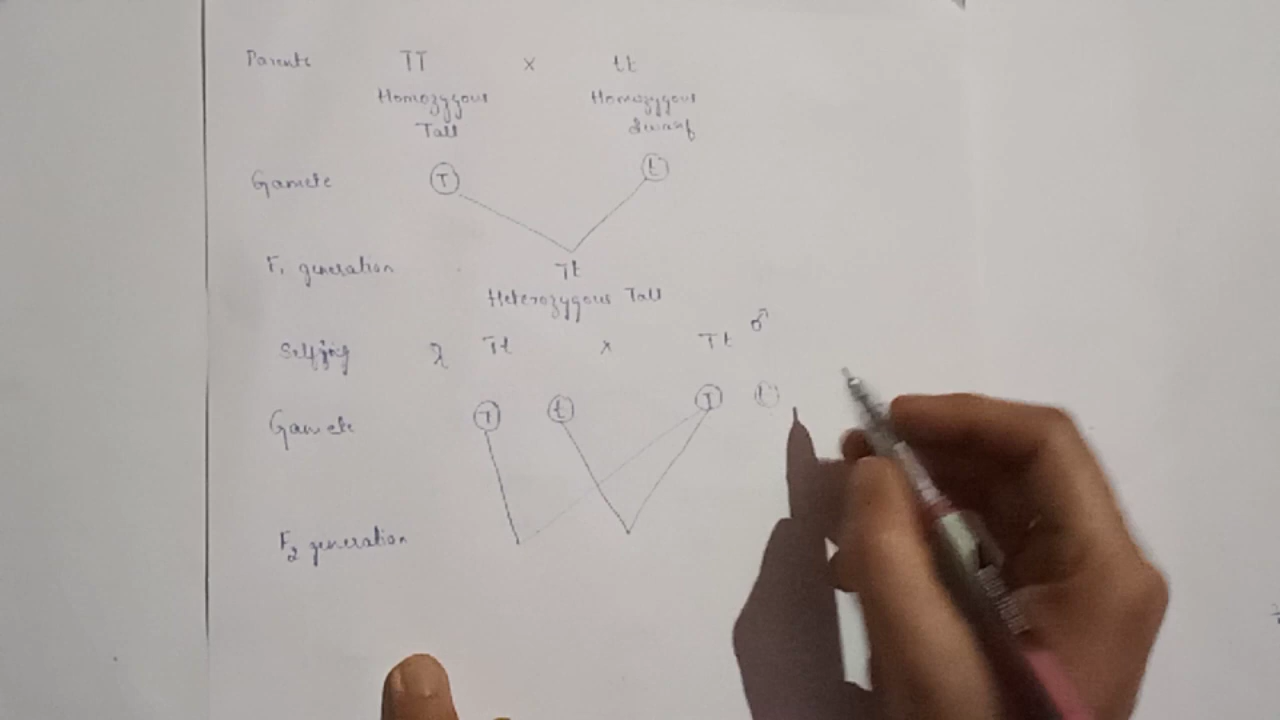 Parents TT x tt
Homozygous Homozygous
Tall dwarf
Gamete T t
F1 generation Tt
Heterozygous Tall
♂
Selfing ♀ Tt x Tt
Gamete T t T t
F2 generation